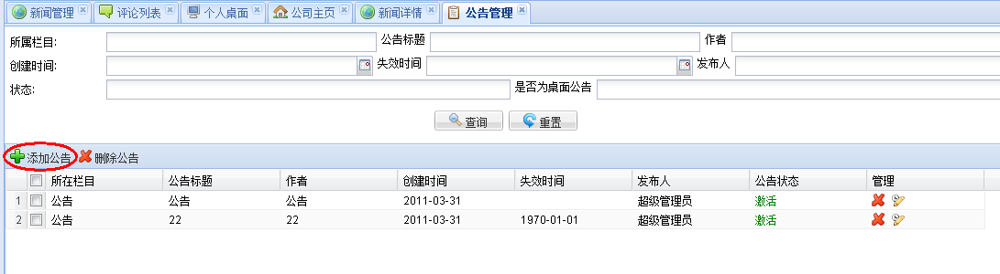 新闻管理 评论列表 个人桌面 公司主页 新闻详情 公告管理
所属栏目: 公告标题 作者
创建时间: 失效时间 发布人
状态: 是否为桌面公告
查询 重置
添加公告 删除公告
所在栏目 公告标题 作者 创建时间 失效时间 发布人 公告状态 管理
1 公告 公告 公告 2011-03-31 超级管理员 激活
2 公告 22 22 2011-03-31 1970-01-01 超级管理员 激活